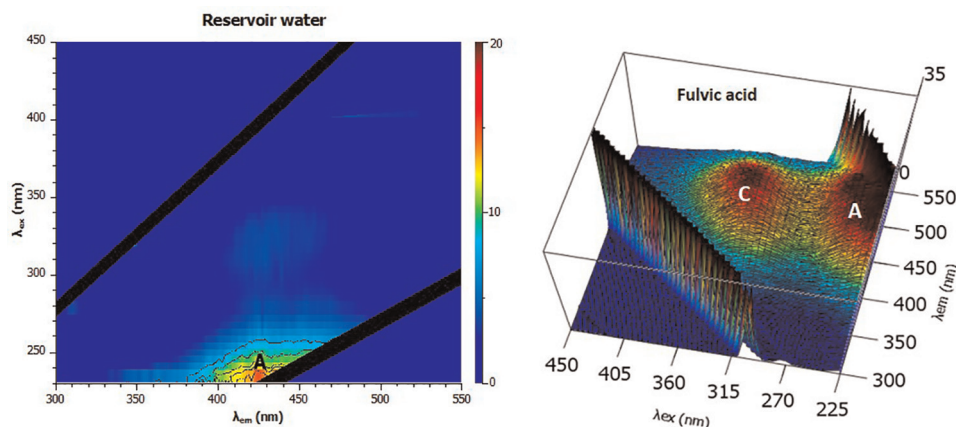 Reservoir water
450
400
350
300
250
λex (nm)
300 350 400 450 500 550
λem (nm)
A
20
10
0
Fulvic acid
C
A
35
0
550
500
450
400
350
300
λem (nm)
450 405 360 315 270 225
λex (nm)